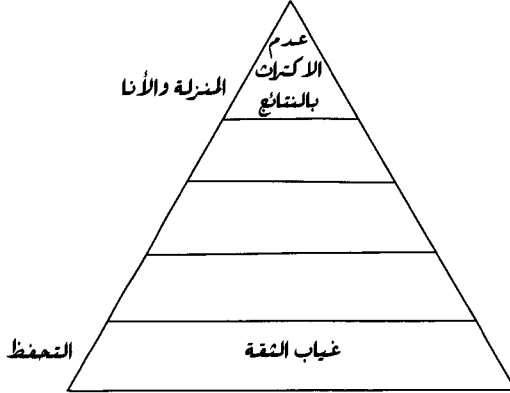 عدم
الاكتراث
بالنتائج
المنزلة والأنا
غياب الثقة
التحفظ